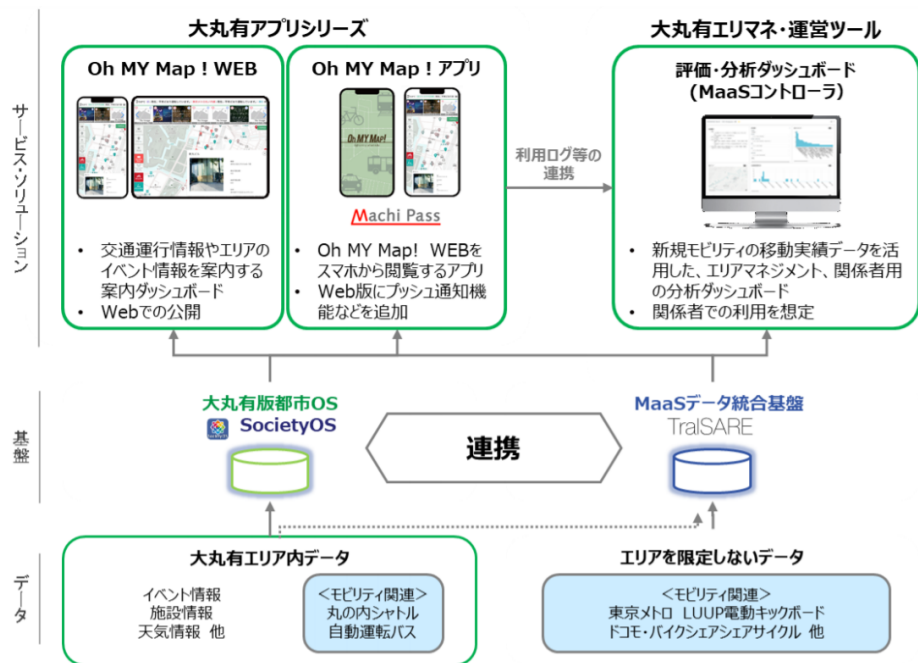 大丸有アプリシリーズ
大丸有エリマネ・運営ツール
サービス・ソリューション
Oh MY Map！WEB
Oh MY Map！アプリ
評価・分析ダッシュボード
(MaaSコントローラ)
Oh MY Map!
Machi Pass
利用ログ等の
連携
• 交通運行情報やエリアの
イベント情報を案内する
案内ダッシュボード
• Webでの公開
• Oh MY Map! WEBを
スマホから閲覧するアプリ
• Web版にプッシュ通知機
能などを追加
• 新規モビリティの移動実績データを活
用した、エリアマネジメント、関係者用
の分析ダッシュボード
• 関係者での利用を想定
基盤
大丸有版都市OS
SocietyOS
連携
MaaSデータ統合基盤
TraISARE
データ
大丸有エリア内データ
イベント情報
施設情報
天気情報 他
＜モビリティ関連＞
丸の内シャトル
自動運転バス
エリアを限定しないデータ
＜モビリティ関連＞
東京メトロ LUUP電動キックボード
ドコモ・バイクシェアシェアサイクル 他